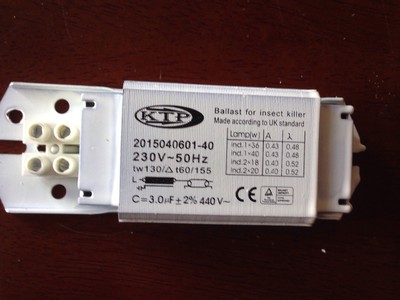 KTP
Ballast for insect killer
Made according to UK standard
2015040601-40
230V~50Hz
tw130/△ t60/155
L
C=3.0µF±2% 440V~
Lamp(w) A λ
ind.1×36 0.43 0.48
ind.1×40 0.43 0.48
ind.2×18 0.40 0.52
ind.2×20 0.40 0.52